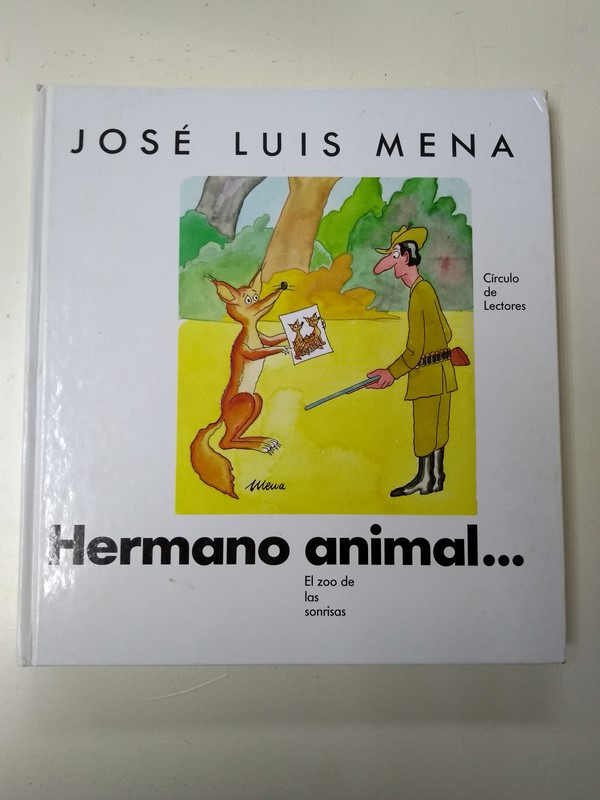 JOSÉ LUIS MENA
Círculo
de
Lectores
Mena
Hermano animal...
El zoo de
las
sonrisas